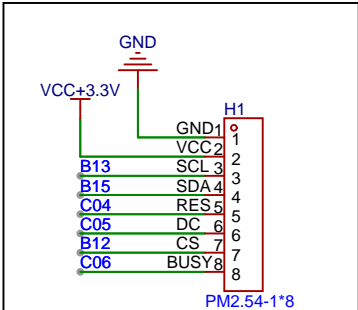 GND
VCC+3.3V
H1
GND 1 1
VCC 2 2
B13 SCL 3 3
B15 SDA 4 4
C04 RES 5 5
C05 DC 6 6
B12 CS 7 7
C06 BUSY 8 8
PM2.54-1*8